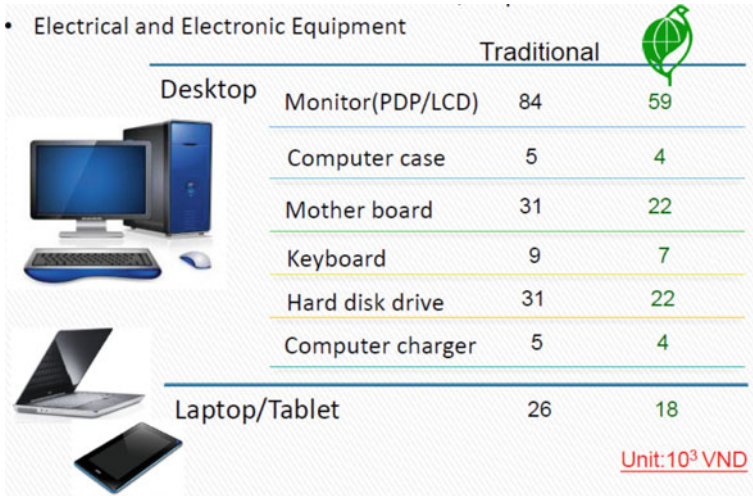 • Electrical and Electronic Equipment
Traditional
Desktop Monitor(PDP/LCD) 84 59
Computer case 5 4
Mother board 31 22
Keyboard 9 7
Hard disk drive 31 22
Computer charger 5 4
Laptop/Tablet 26 18
Unit:10³ VND